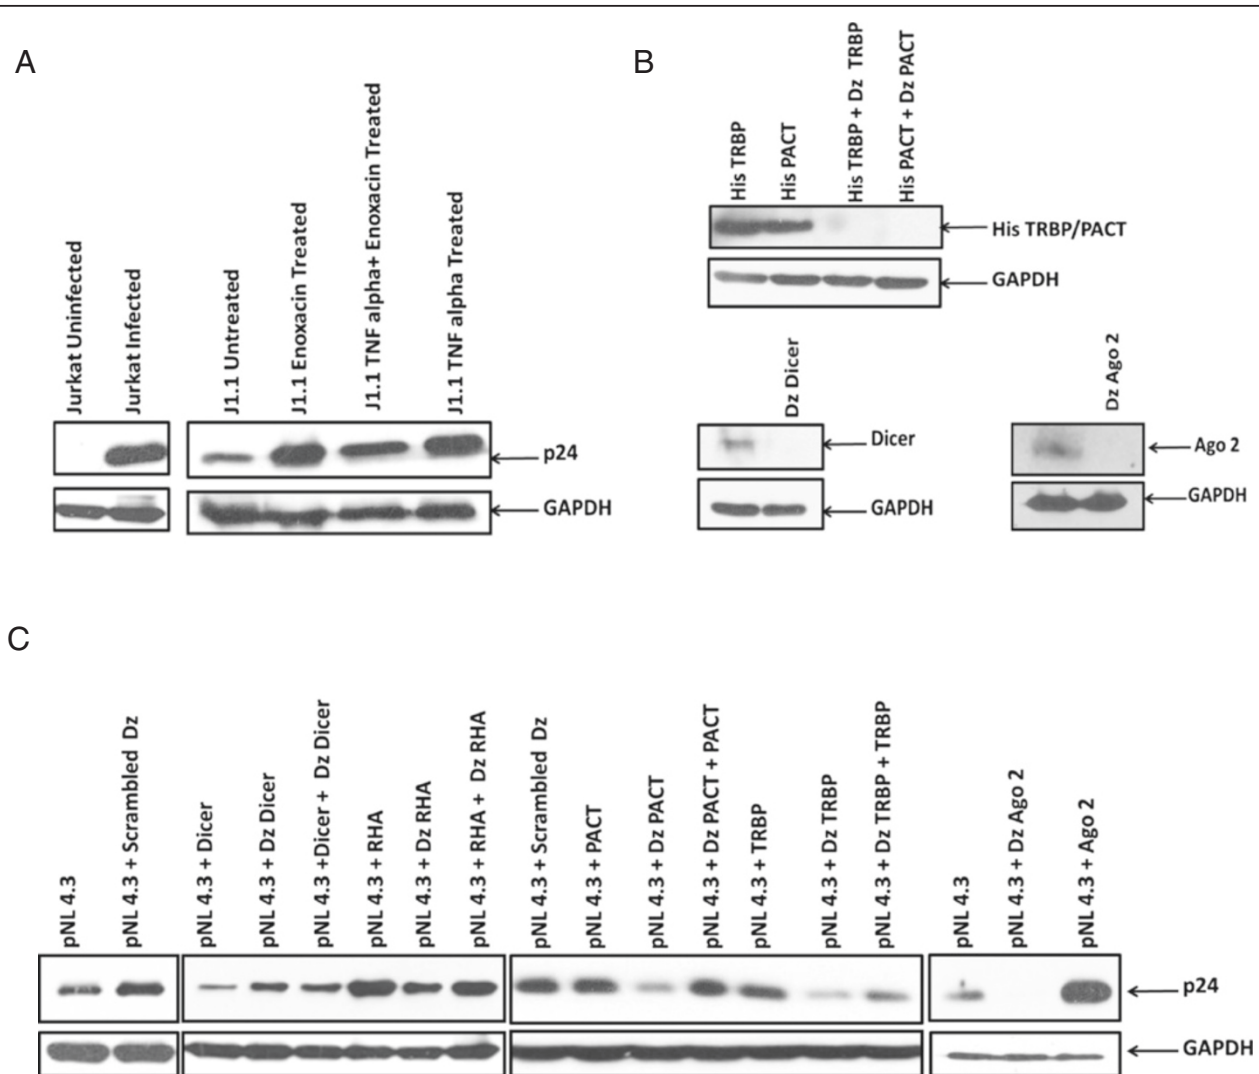 A
Jurkat Uninfected
Jurkat Infected
J1.1 Untreated
J1.1 Enoxacin Treated
J1.1 TNF alpha+ Enoxacin Treated
J1.1 TNF alpha Treated
p24
GAPDH
B
His TRBP
His PACT
His TRBP + Dz TRBP
His PACT + Dz PACT
His TRBP/PACT
GAPDH
Dz Dicer
Dicer
GAPDH
Dz Ago 2
Ago 2
GAPDH
C
pNL 4.3
pNL 4.3 + Scrambled Dz
pNL 4.3 + Dicer
pNL 4.3 + Dz Dicer
pNL 4.3 +Dicer + Dz Dicer
pNL 4.3 + RHA
pNL 4.3 + Dz RHA
pNL 4.3 + RHA + Dz RHA
pNL 4.3 + Scrambled Dz
pNL 4.3 + PACT
pNL 4.3 + Dz PACT
pNL 4.3 + Dz PACT + PACT
pNL 4.3 + TRBP
pNL 4.3 + Dz TRBP
pNL 4.3 + Dz TRBP + TRBP
pNL 4.3
pNL 4.3 + Dz Ago 2
pNL 4.3 + Ago 2
p24
GAPDH